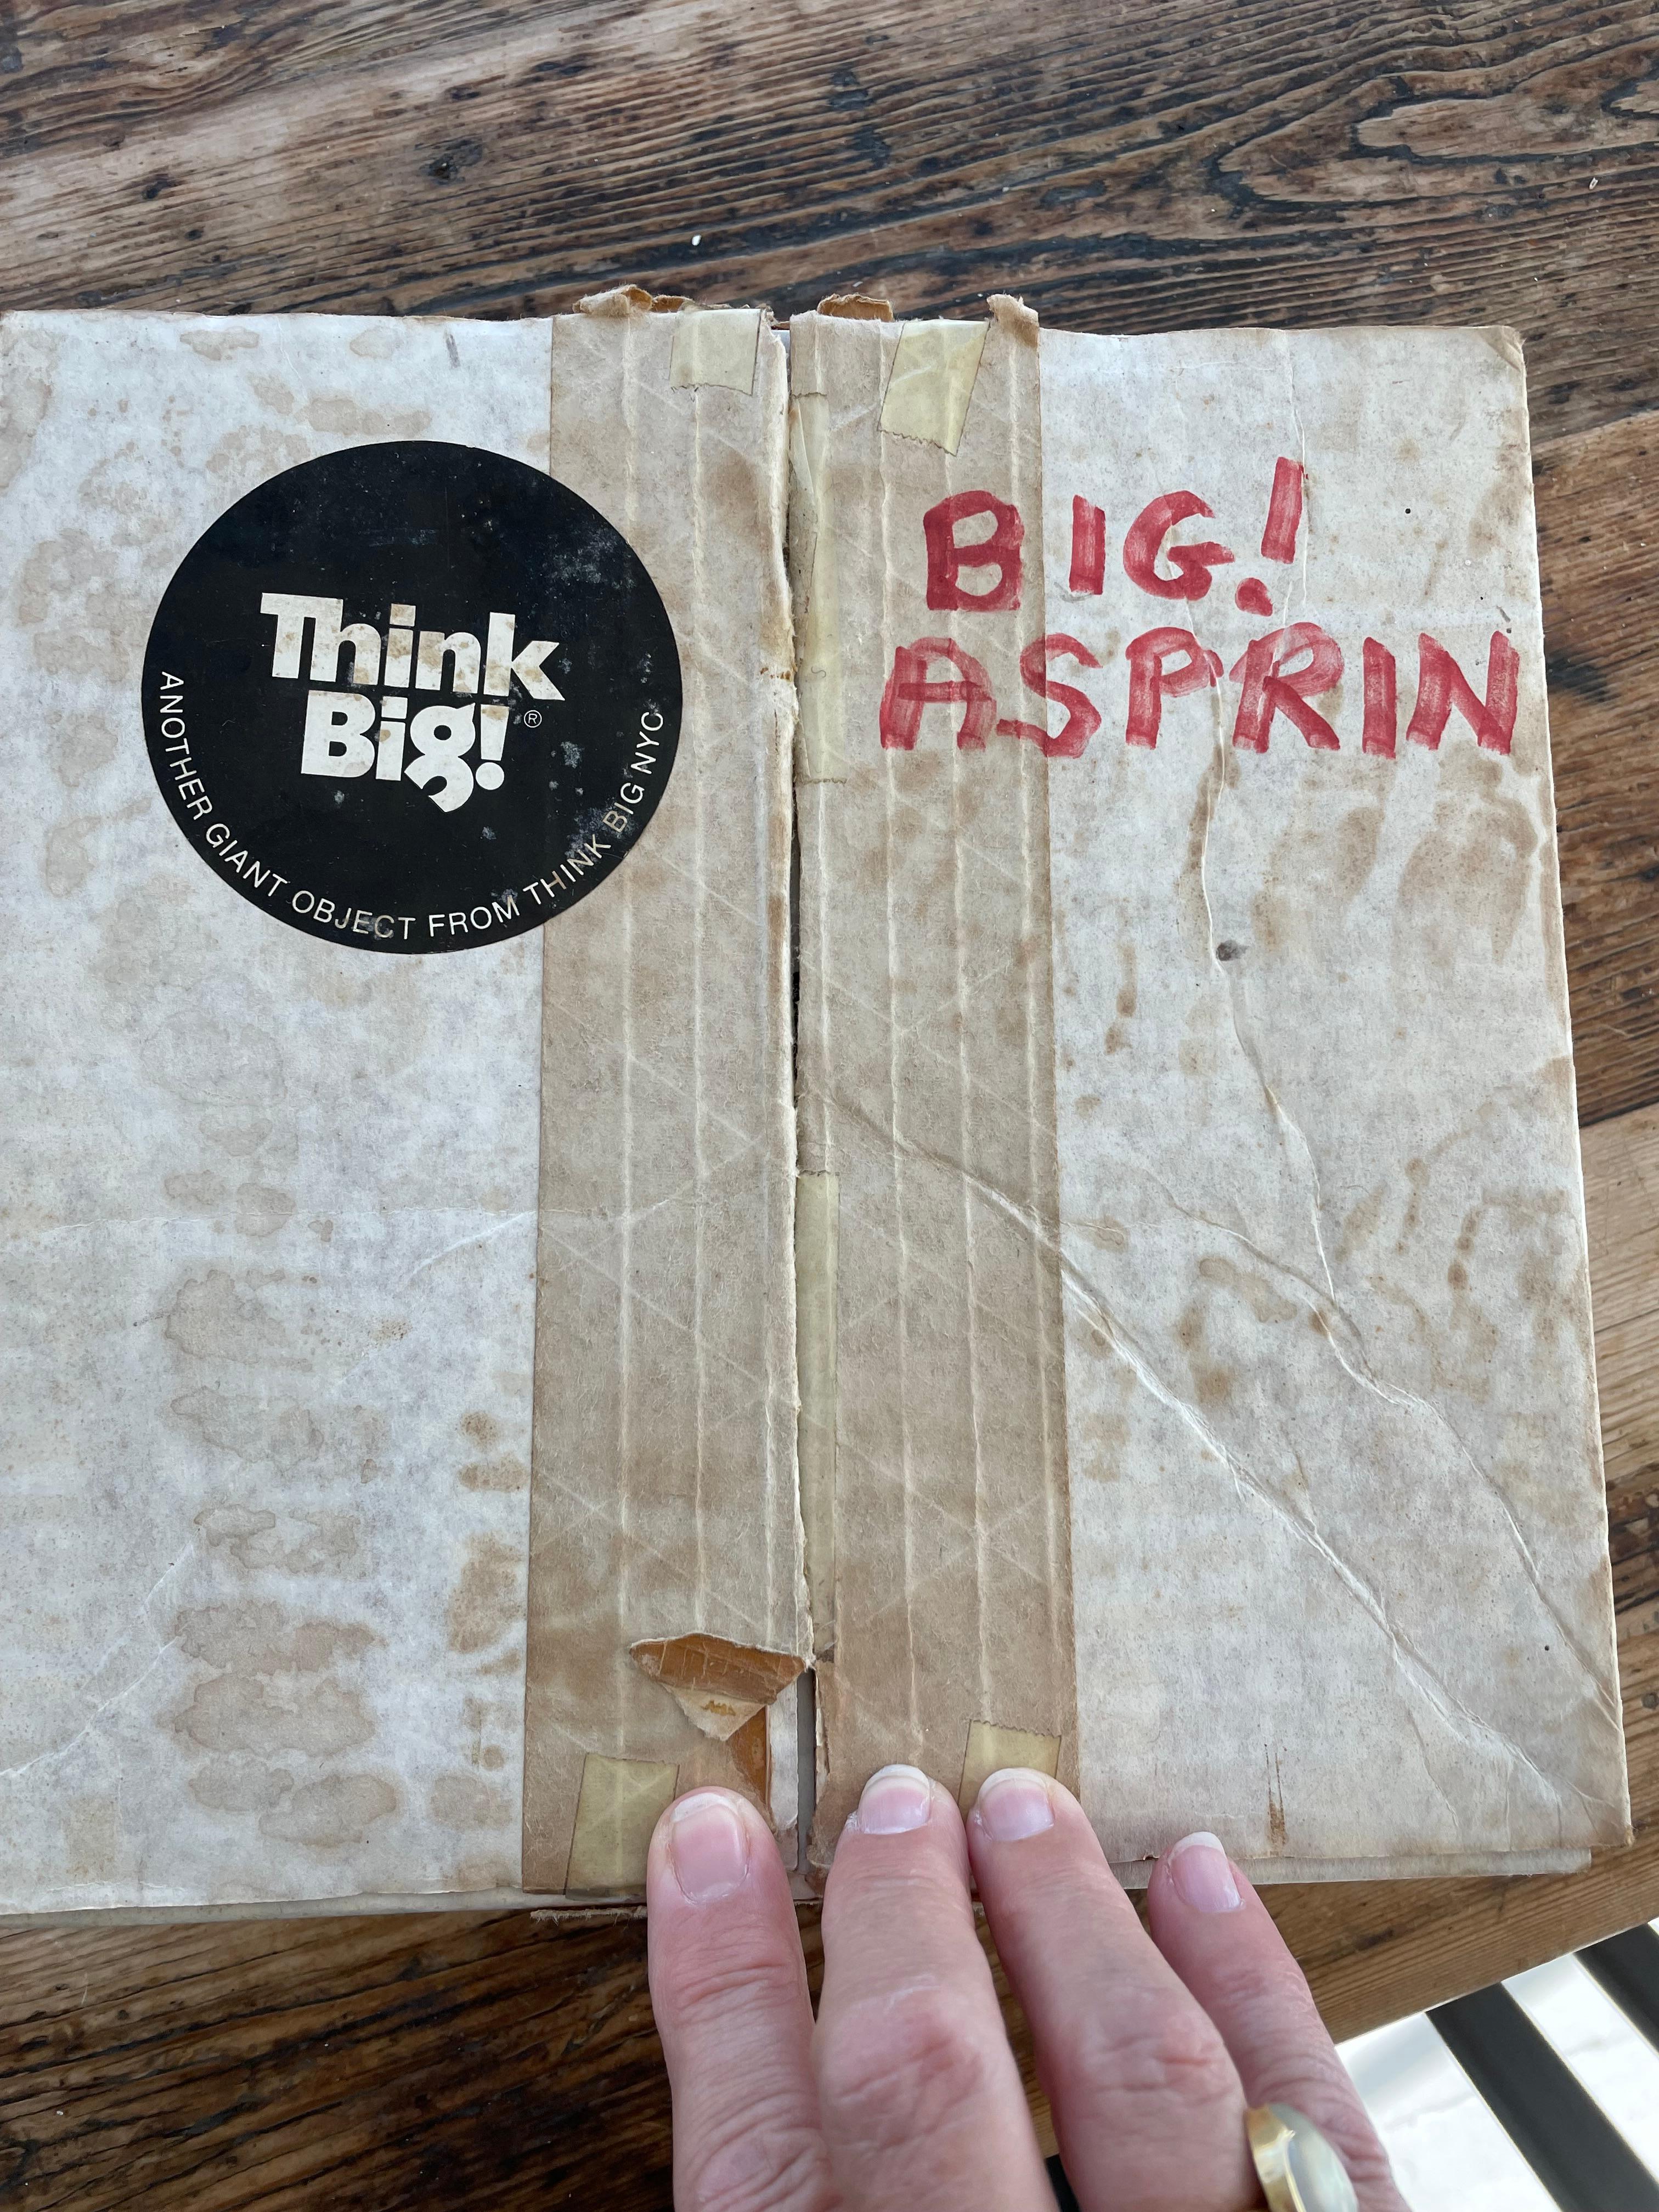 Think
Big!®
ANOTHER GIANT OBJECT FROM THINK BIG NYC
BIG!
ASPRIN